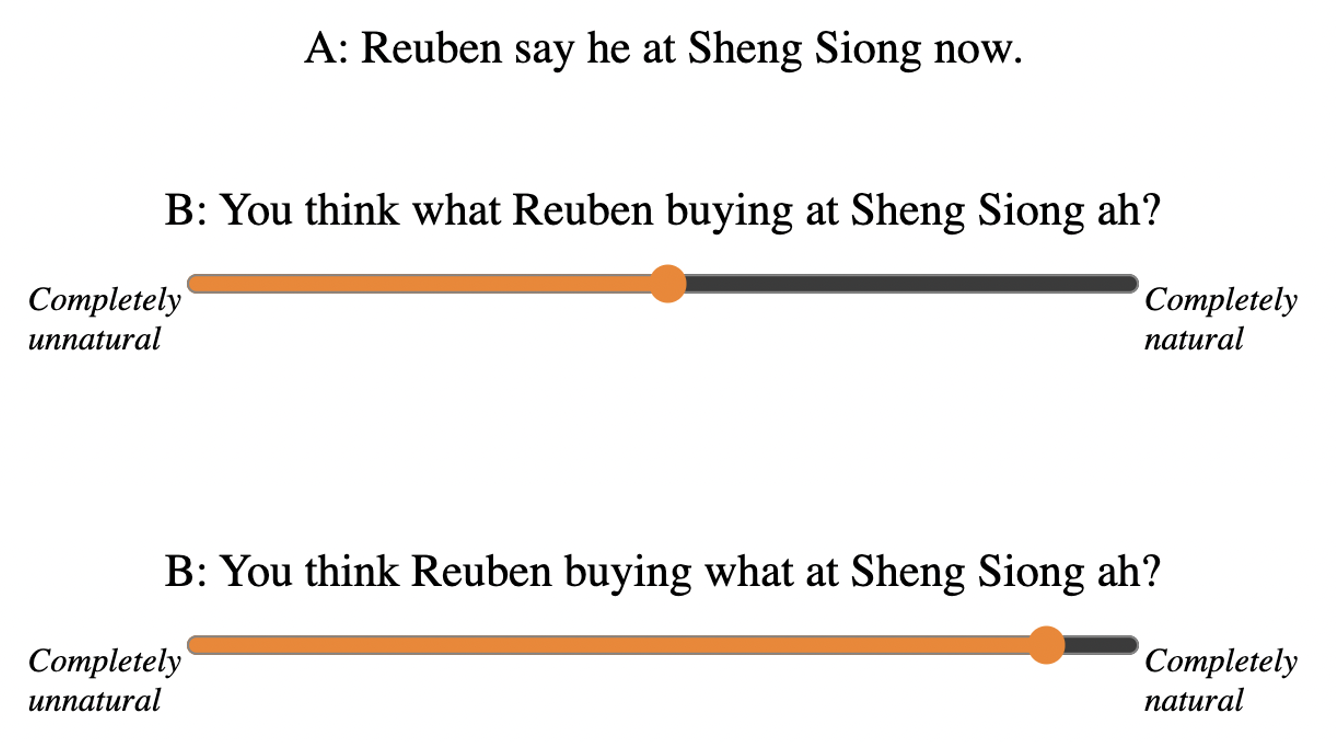 A: Reuben say he at Sheng Siong now.
B: You think what Reuben buying at Sheng Siong ah?
Completely
unnatural
Completely
natural
B: You think Reuben buying what at Sheng Siong ah?
Completely
unnatural
Completely
natural